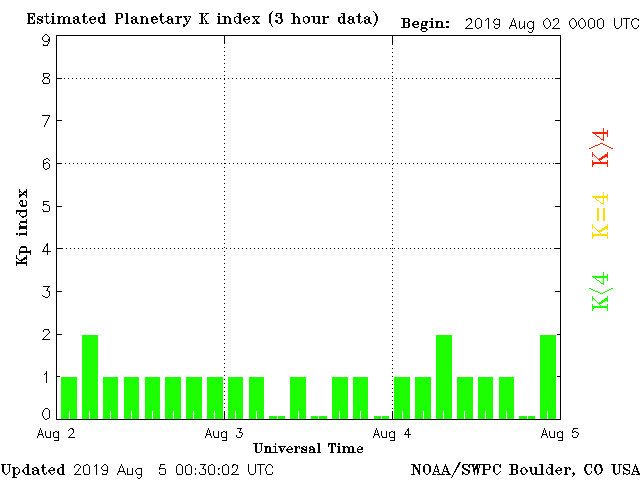 Estimated Planetary K index (3 hour data)
Begin: 2019 Aug 02 0000 UTC
9
8
7
6
5
4
3
2
1
0
Kp index
K>4
K=4
K<4
Aug 2
Aug 3
Aug 4
Aug 5
Universal Time
Updated 2019 Aug 5 00:30:02 UTC
NOAA/SWPC Boulder, CO USA